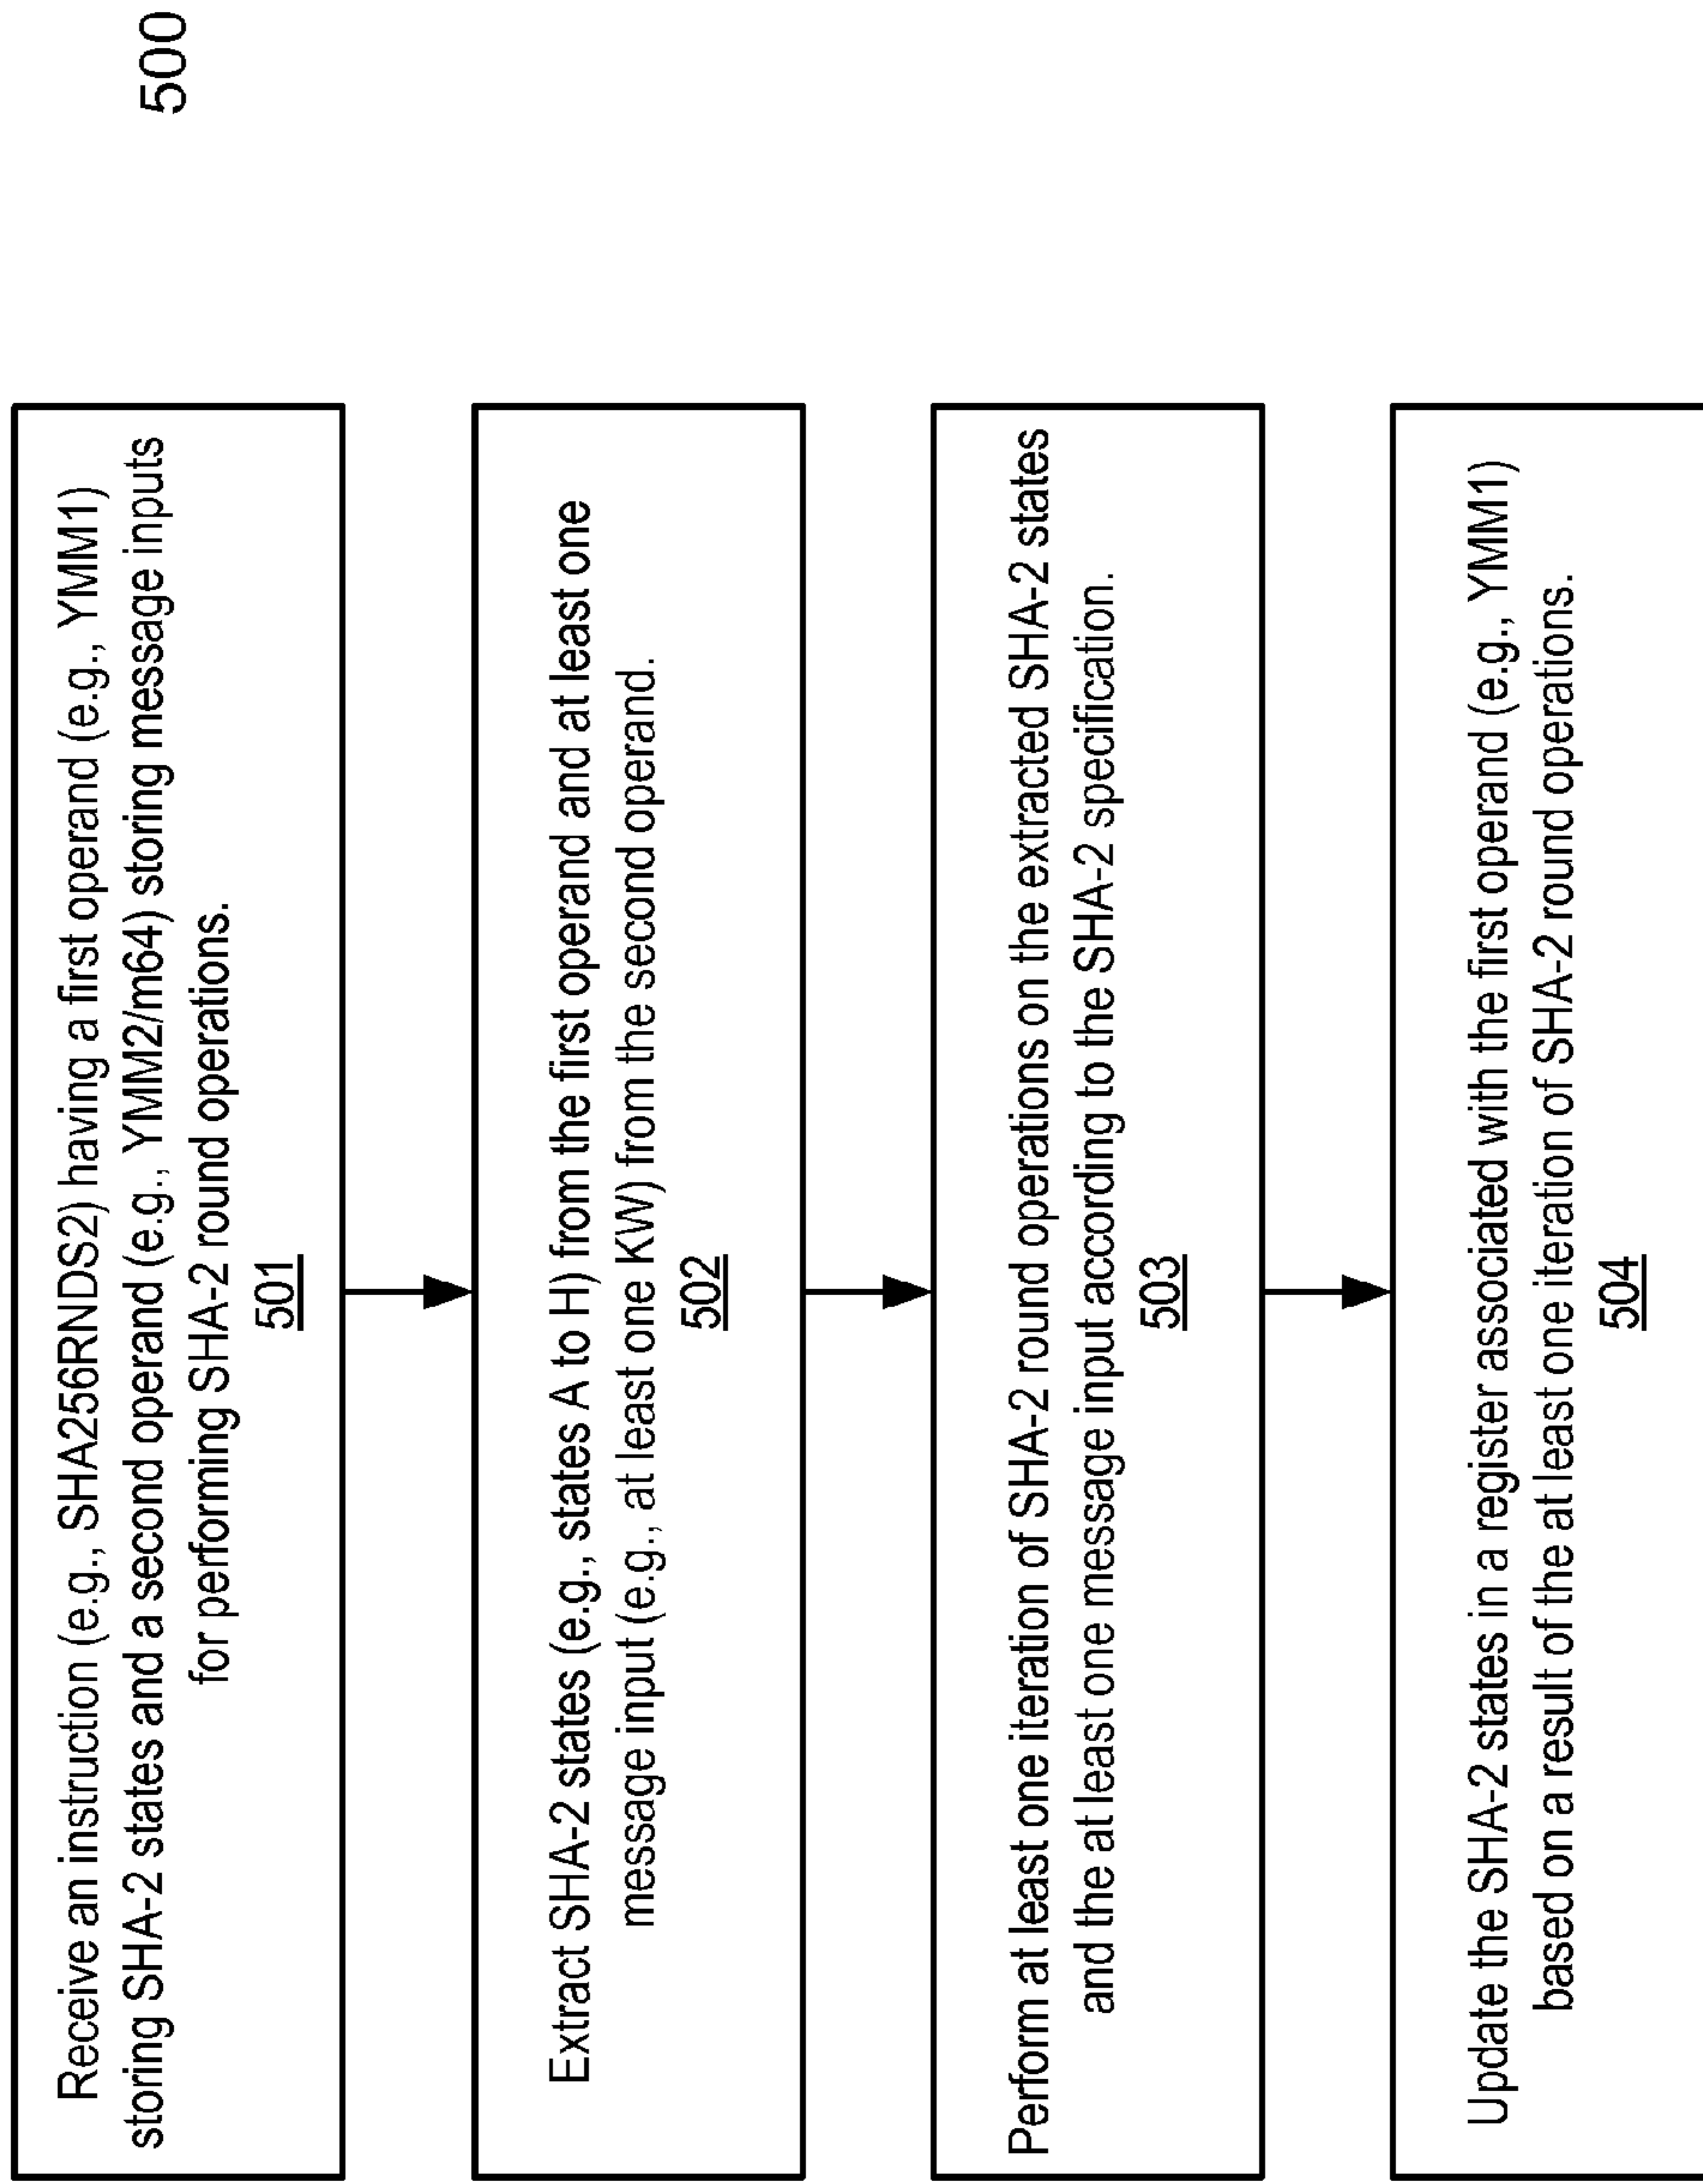 500
Receive an instruction (e.g., SHA256RNDS2) having a first operand (e.g., YMM1)
storing SHA-2 states and a second operand (e.g., YMM2/m64) storing message inputs
for performing SHA-2 round operations.
501
Extract SHA-2 states (e.g., states A to H) from the first operand and at least one
message input (e.g., at least one KW) from the second operand.
502
Perform at least one iteration of SHA-2 round operations on the extracted SHA-2 states
and the at least one message input according to the SHA-2 specification.
503
Update the SHA-2 states in a register associated with the first operand (e.g., YMM1)
based on a result of the at least one iteration of SHA-2 round operations.
504